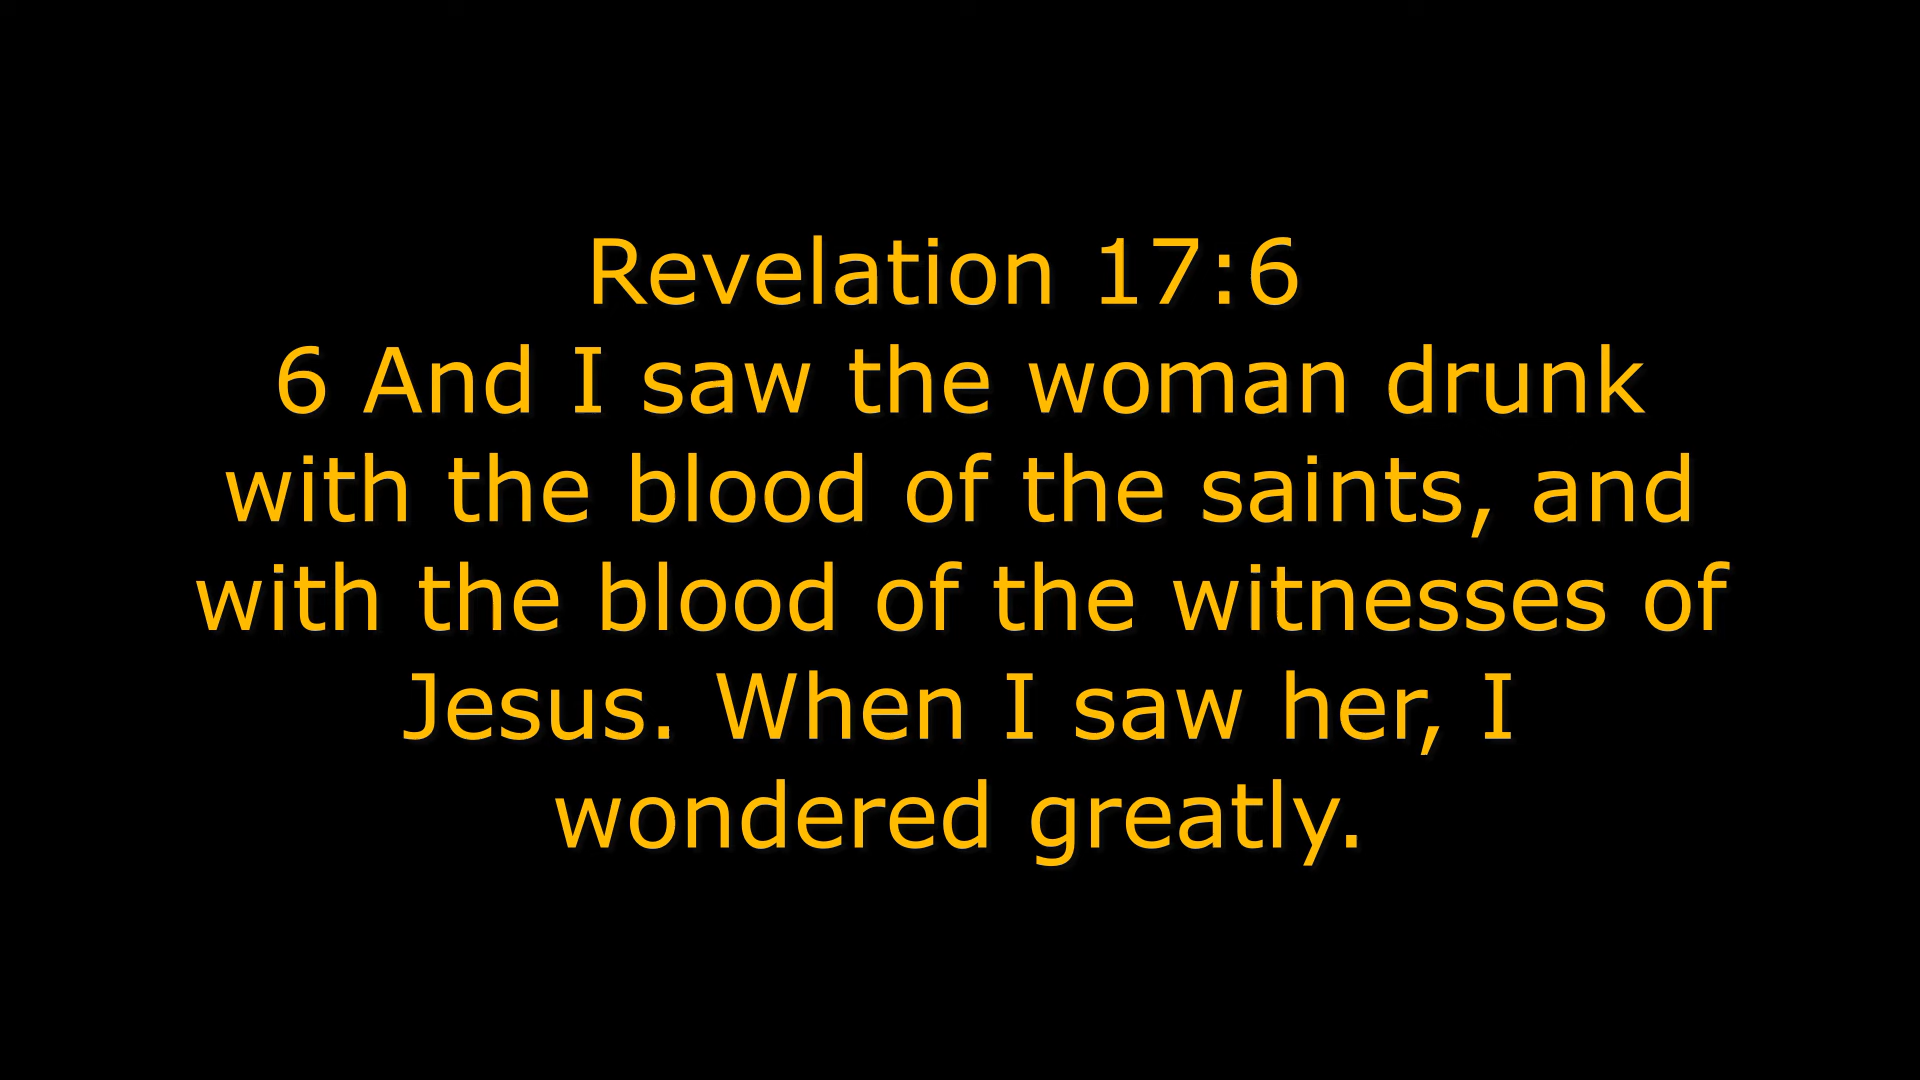 Revelation 17:6
6 And I saw the woman drunk
with the blood of the saints, and
with the blood of the witnesses of
Jesus. When I saw her, I
wondered greatly.